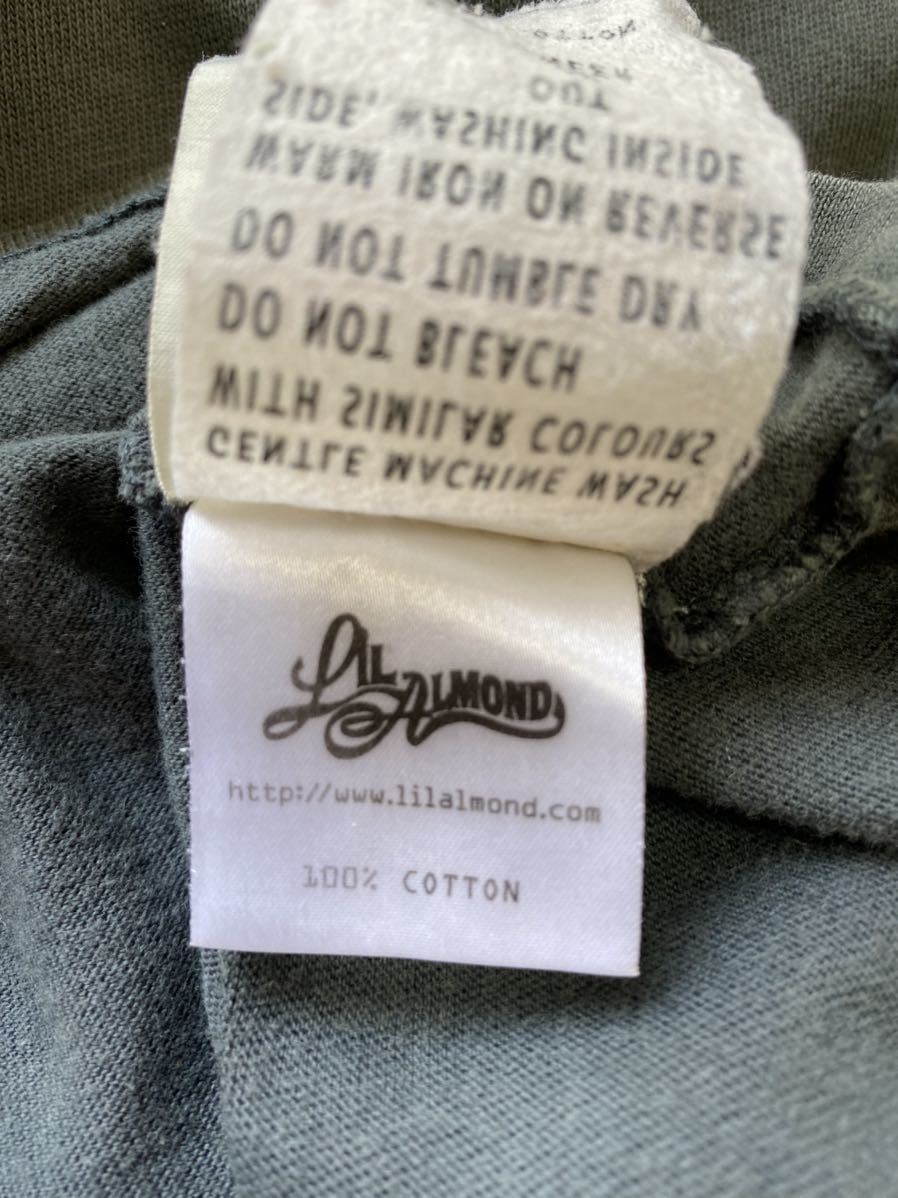 GENTLE MACHINE WASH
WITH SIMILAR COLOURS
DO NOT BLEACH
DO NOT TUMBLE DRY
WARM IRON ON REVERSE
SIDE, WASHING INSIDE
OUT
LIL ALMOND
http://www.lilalmond.com
100% COTTON